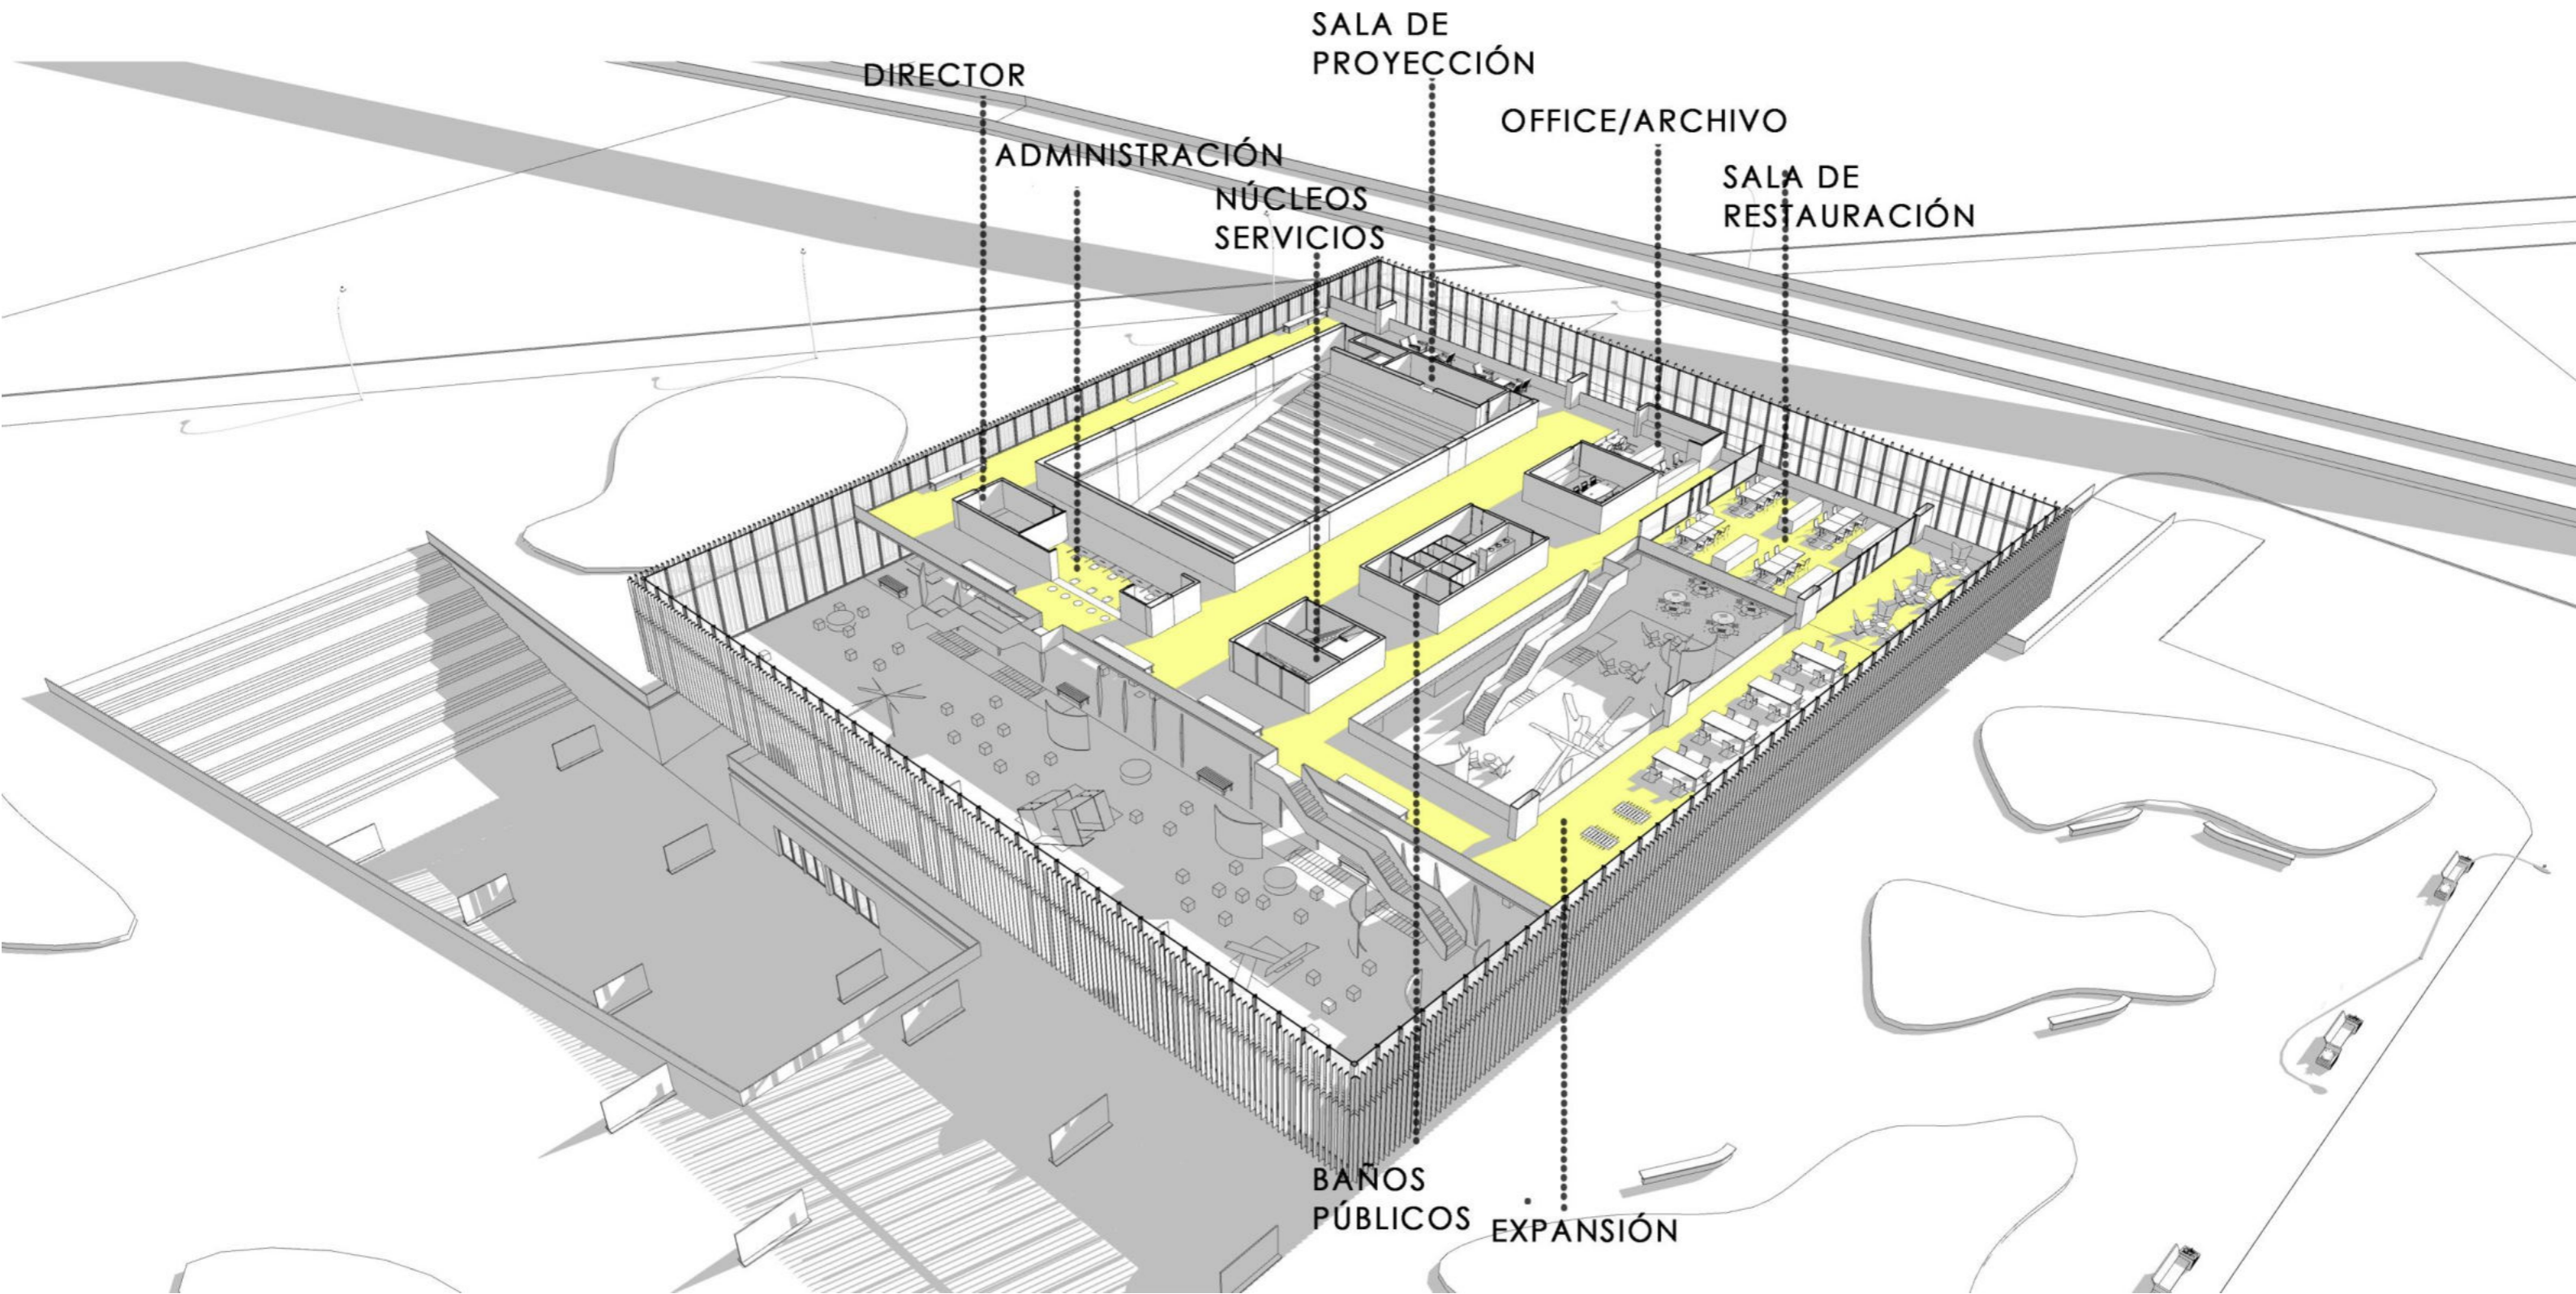 SALA DE
PROYECCIÓN
DIRECTOR
OFFICE/ARCHIVO
ADMINISTRACIÓN
SALA DE
RESTAURACIÓN
NÚCLEOS
SERVICIOS
BAÑOS
PÚBLICOS
EXPANSIÓN